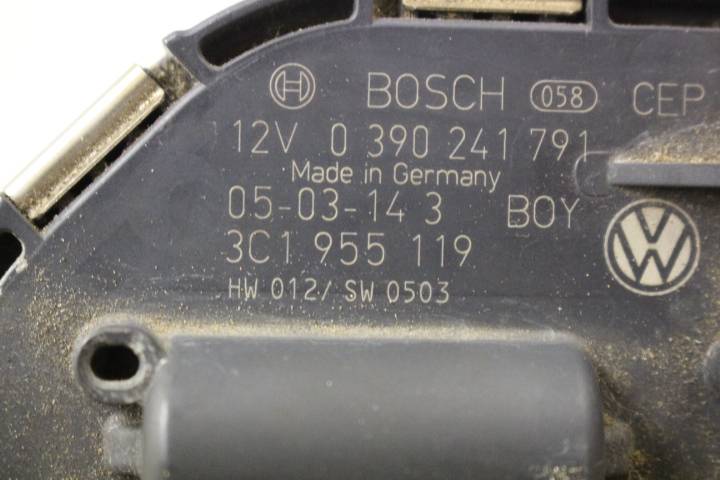 BOSCH 058 CEP
12V 0 390 241 791
Made in Germany
05-03-14 3 BOY
3C1 955 119
HW 012/ SW 0503